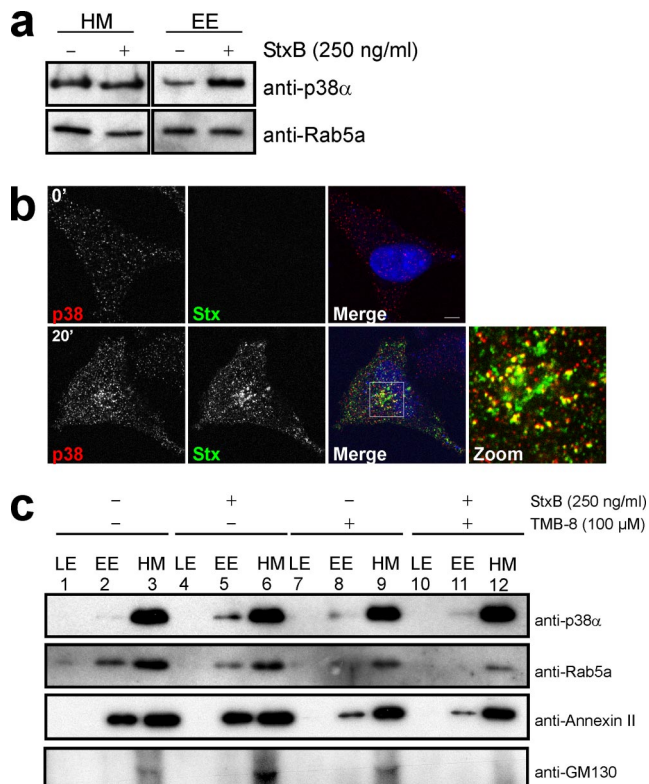 a
HM EE
– + – + StxB (250 ng/ml)
anti-p38α
anti-Rab5a
b
0'
p38 Stx Merge
20'
p38 Stx Merge Zoom
c
– + – + StxB (250 ng/ml)
– – + + TMB-8 (100 µM)
LE EE HM LE EE HM LE EE HM LE EE HM
1 2 3 4 5 6 7 8 9 10 11 12
anti-p38α
anti-Rab5a
anti-Annexin II
anti-GM130